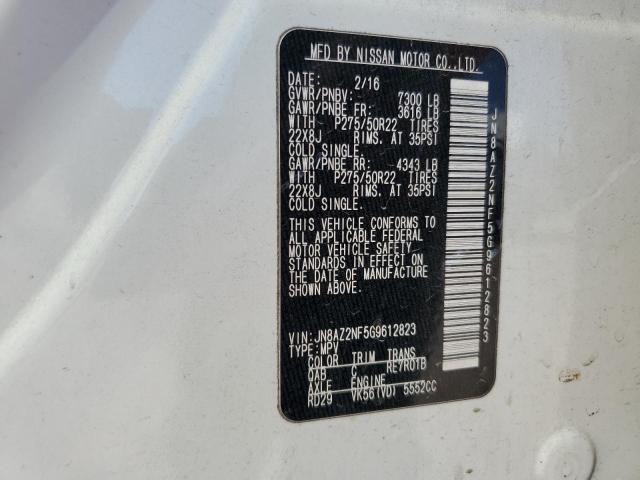 MFD BY NISSAN MOTOR CO.,LTD.
DATE: 2/16
GVWR/PNBV: 7300 LB
GAWR/PNBE FR: 3616 LB
WITH P275/50R22 TIRES
22X8J RIMS. AT 35PSI
COLD SINGLE.
GAWR/PNBE RR: 4343 LB
WITH P275/50R22 TIRES
22X8J RIMS. AT 35PSI
COLD SINGLE.
THIS VEHICLE CONFORMS TO
ALL APPLICABLE FEDERAL
MOTOR VEHICLE SAFETY
STANDARDS IN EFFECT ON
THE DATE OF MANUFACTURE
SHOWN ABOVE.
VIN:JN8AZ2NF5G9612823
TYPE:MPV
COLOR TRIM TRANS
QAB C RE7R01B
AXLE ENGINE
RD29 VK56(VD) 5552CC
JN8AZ2NF5G9612823